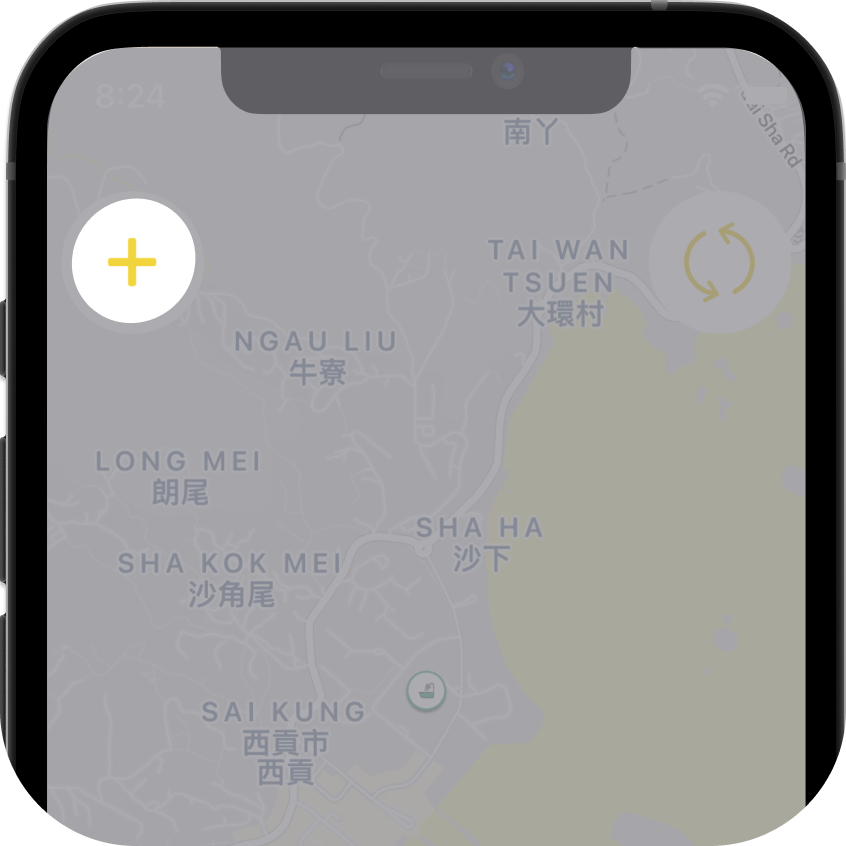 8:24
南丫
Sai Sha Rd
TAI WAN
TSUEN
大環村
NGAU LIU
牛寮
LONG MEI
朗尾
SHA HA
沙下
SHA KOK MEI
沙角尾
SAI KUNG
西貢市
西貢